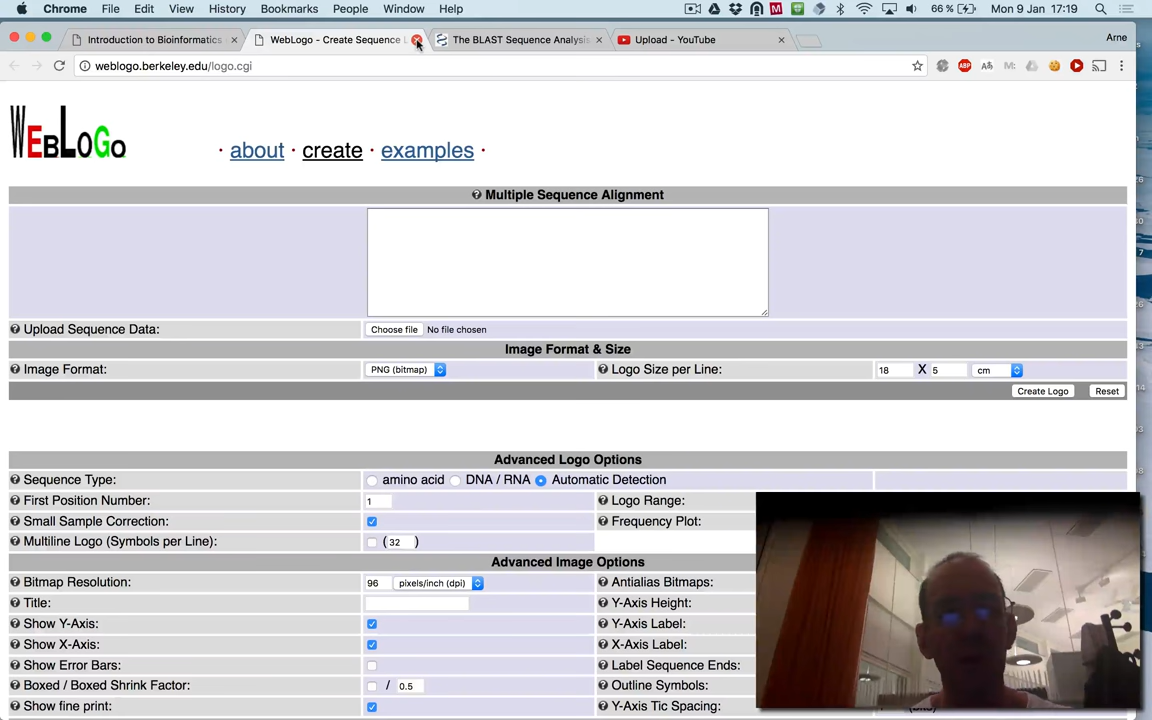 Chrome File Edit View History Bookmarks People Window Help 66 % Mon 9 Jan 17:19
Introduction to Bioinformatics WebLogo - Create Sequence L The BLAST Sequence Analysis Upload - YouTube Arne
weblogo.berkeley.edu/logo.cgi
WEBLOGO
· about · create · examples ·
Multiple Sequence Alignment
Upload Sequence Data: Choose file No file chosen
Image Format & Size
Image Format: PNG (bitmap) Logo Size per Line: 18 X 5 cm
Create Logo Reset
Advanced Logo Options
Sequence Type: amino acid DNA / RNA Automatic Detection
First Position Number: 1 Logo Range:
Small Sample Correction: Frequency Plot:
Multiline Logo (Symbols per Line): ( 32 )
Advanced Image Options
Bitmap Resolution: 96 pixels/inch (dpi) Antialias Bitmaps:
Title: Y-Axis Height:
Show Y-Axis: Y-Axis Label:
Show X-Axis: X-Axis Label:
Show Error Bars: Label Sequence Ends:
Boxed / Boxed Shrink Factor: / 0.5 Outline Symbols:
Show fine print: Y-Axis Tic Spacing: